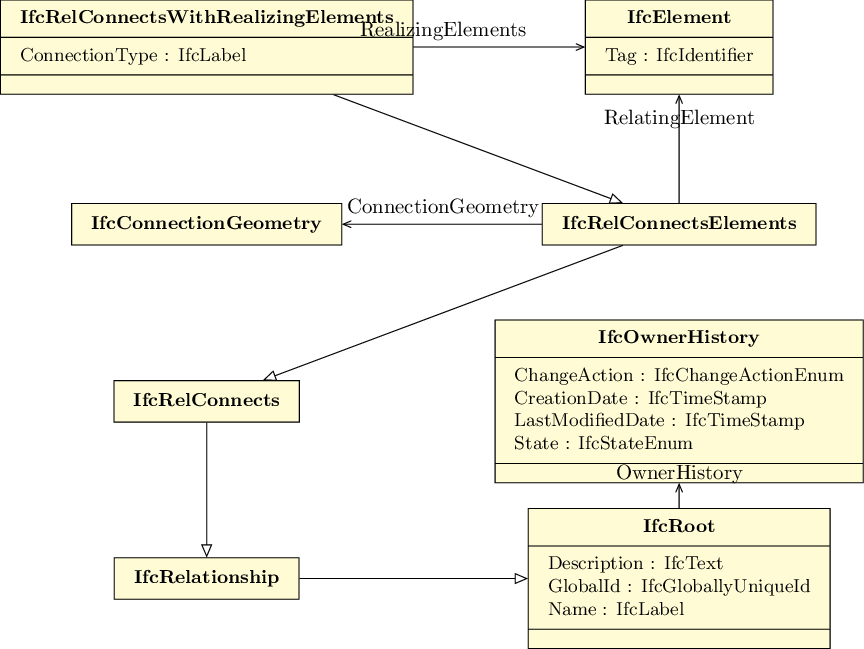 IfcRelConnectsWithRealizingElements
ConnectionType : IfcLabel
RealizingElements
IfcElement
Tag : IfcIdentifier
RelatingElement
IfcConnectionGeometry
ConnectionGeometry
IfcRelConnectsElements
IfcOwnerHistory
ChangeAction : IfcChangeActionEnum
CreationDate : IfcTimeStamp
LastModifiedDate : IfcTimeStamp
State : IfcStateEnum
IfcRelConnects
OwnerHistory
IfcRoot
Description : IfcText
GlobalId : IfcGloballyUniqueId
Name : IfcLabel
IfcRelationship